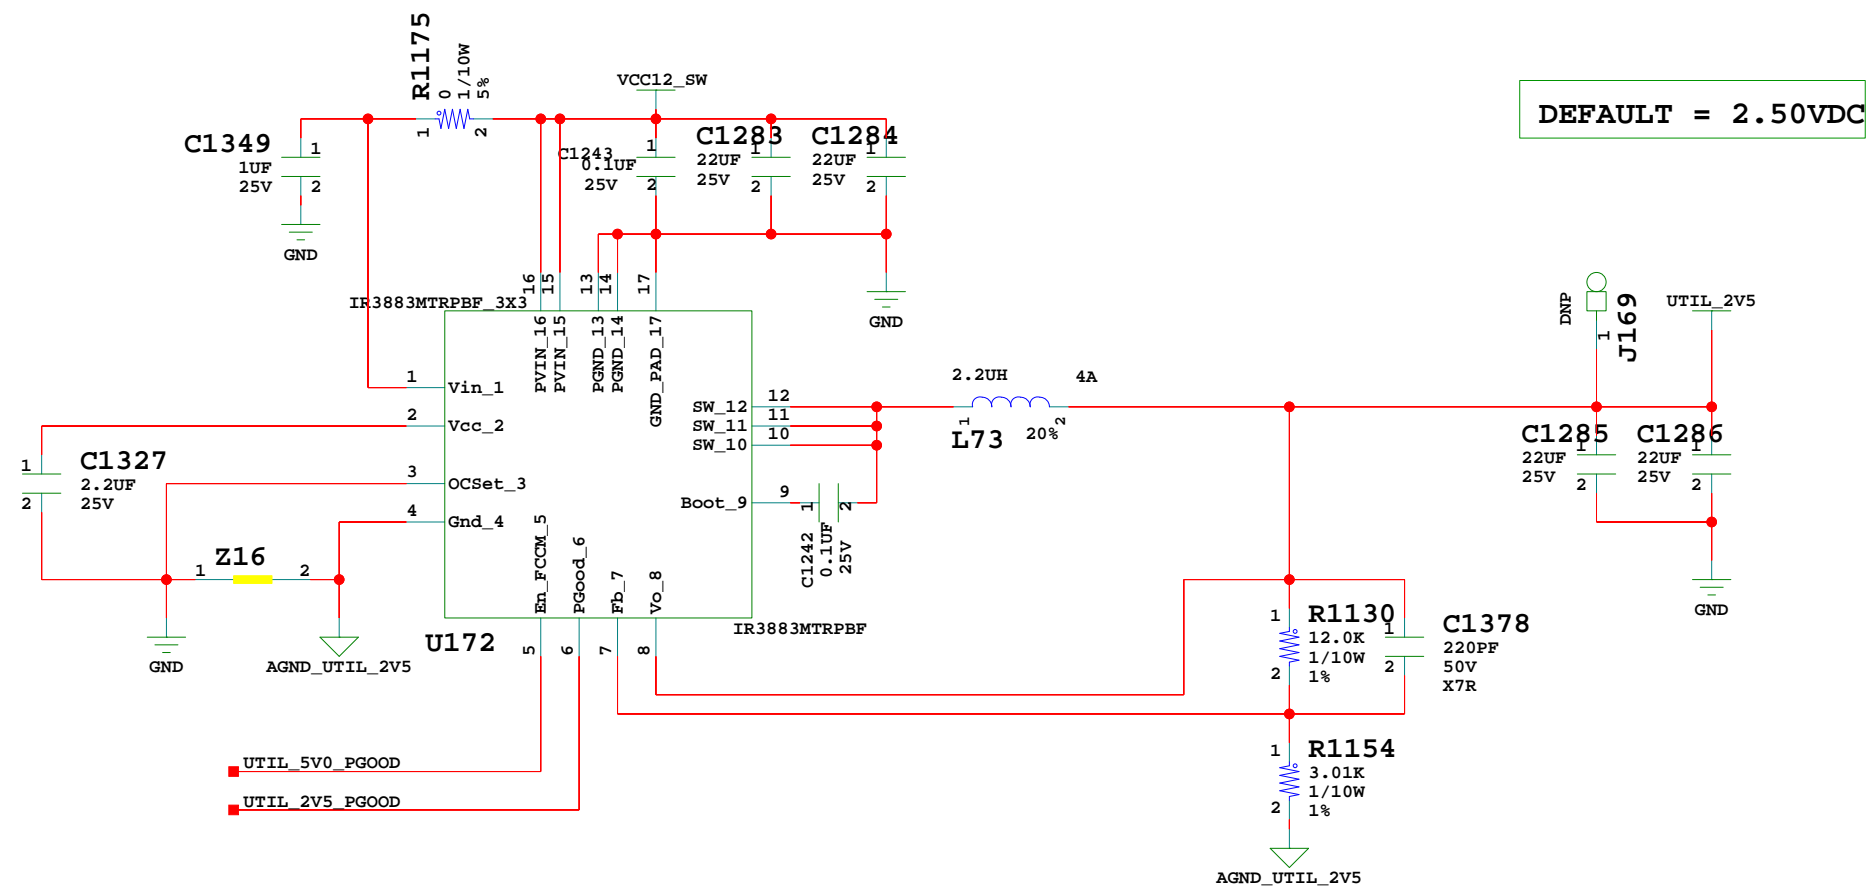 R1175
0
1/10W
5%
1
2
VCC12_SW
DEFAULT = 2.50VDC
C1349
1UF
25V
1
2
GND
C1243
0.1UF
25V
1
2
C1283
22UF
25V
1
2
C1284
22UF
25V
1
2
GND
IR3883MTRPBF_3X3
16
15
13
14
17
PVIN_16
PVIN_15
PGND_13
PGND_14
GND_PAD_17
1
Vin_1
2
Vcc_2
3
OCSet_3
4
Gnd_4
SW_12
12
SW_11
11
SW_10
10
Boot_9
9
En_FCCM_5
PGood_6
Fb_7
Vo_8
5
6
7
8
U172
IR3883MTRPBF
C1327
2.2UF
25V
1
2
Z16
1
2
GND
AGND_UTIL_2V5
1
2
C1242
0.1UF
25V
2.2UH
4A
1
2
L73
20%
DNP
1
J169
UTIL_2V5
C1285
22UF
25V
1
2
C1286
22UF
25V
1
2
GND
1
R1130
12.0K
1/10W
1%
2
1
2
C1378
220PF
50V
X7R
1
R1154
3.01K
1/10W
1%
2
AGND_UTIL_2V5
UTIL_5V0_PGOOD
UTIL_2V5_PGOOD